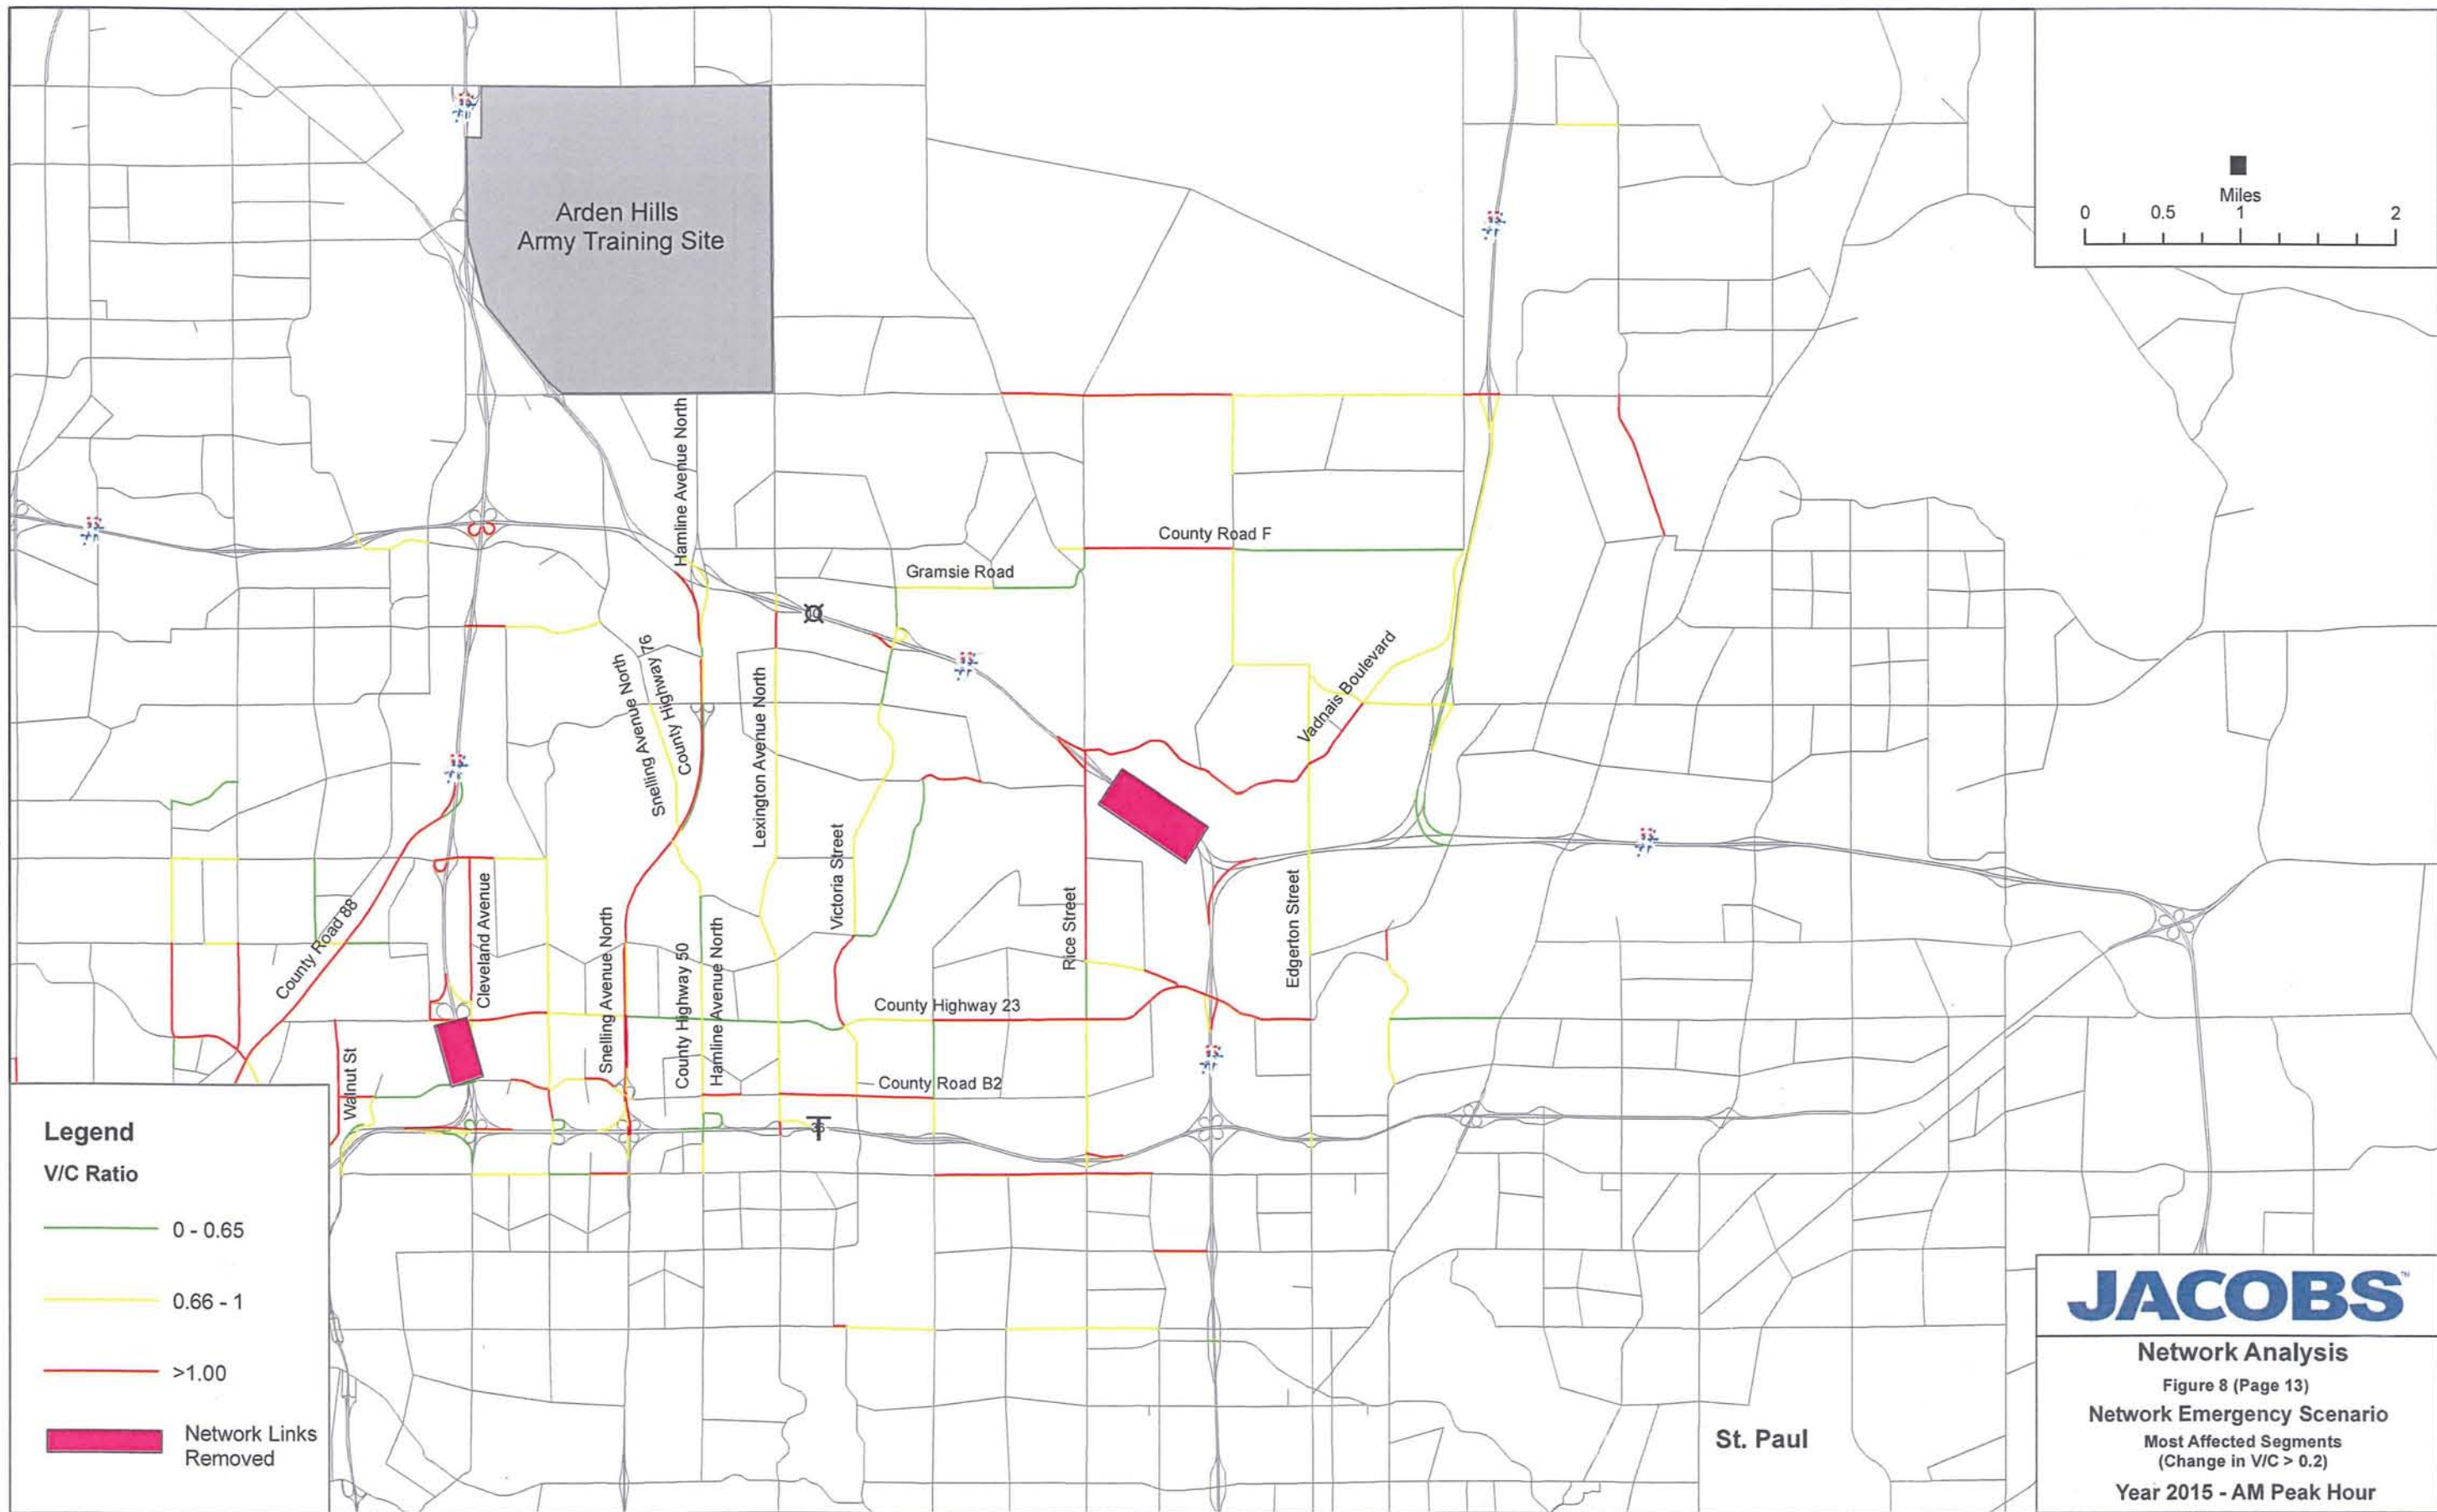 Arden Hills
Army Training Site
Miles
0 0.5 1 2
Hamline Avenue North
County Road F
Gramsie Road
Snelling Avenue North
County Highway 76
Lexington Avenue North
Vadnais Boulevard
Victoria Street
County Road 88
Cleveland Avenue
Rice Street
Edgerton Street
Snelling Avenue North
County Highway 50
Hamline Avenue North
County Highway 23
Walnut St
County Road B2
36
Legend
V/C Ratio
0 - 0.65
0.66 - 1
>1.00
Network Links
Removed
St. Paul
JACOBS™
Network Analysis
Figure 8 (Page 13)
Network Emergency Scenario
Most Affected Segments
(Change in V/C > 0.2)
Year 2015 - AM Peak Hour